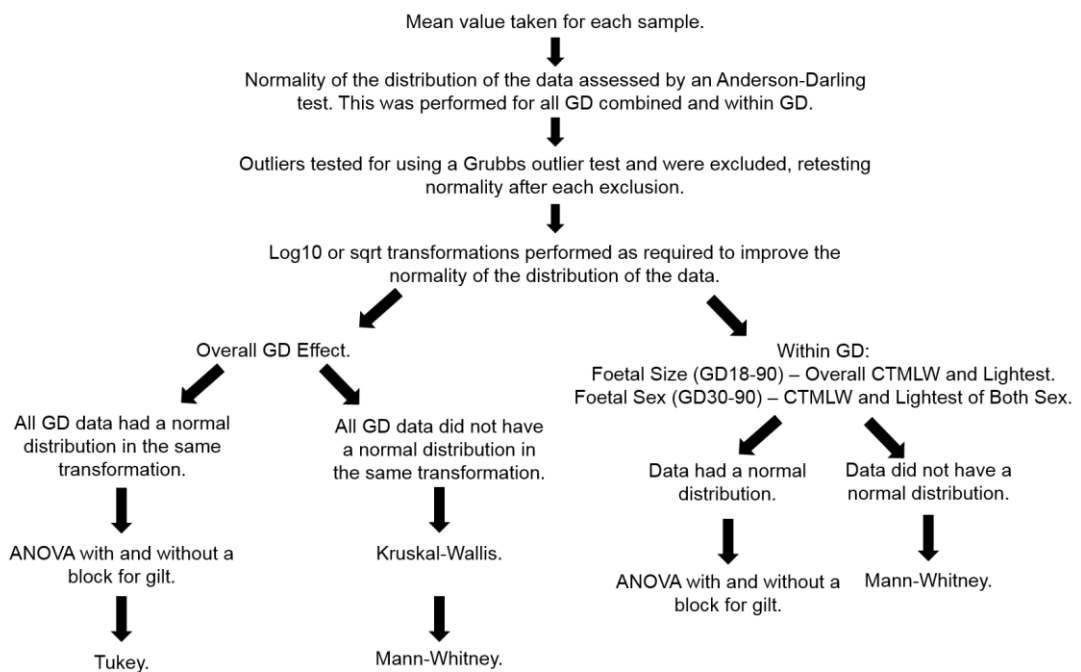 Mean value taken for each sample.
Normality of the distribution of the data assessed by an Anderson-Darling
test. This was performed for all GD combined and within GD.
Outliers tested for using a Grubbs outlier test and were excluded, retesting
normality after each exclusion.
Log10 or sqrt transformations performed as required to improve the
normality of the distribution of the data.
Overall GD Effect.
All GD data had a normal
distribution in the same
transformation.
ANOVA with and without a
block for gilt.
Tukey.
All GD data did not have
a normal distribution in
the same transformation.
Kruskal-Wallis.
Mann-Whitney.
Within GD:
Foetal Size (GD18-90) – Overall CTMLW and Lightest.
Foetal Sex (GD30-90) – CTMLW and Lightest of Both Sex.
Data had a normal
distribution.
ANOVA with and without a
block for gilt.
Data did not have a
normal distribution.
Mann-Whitney.